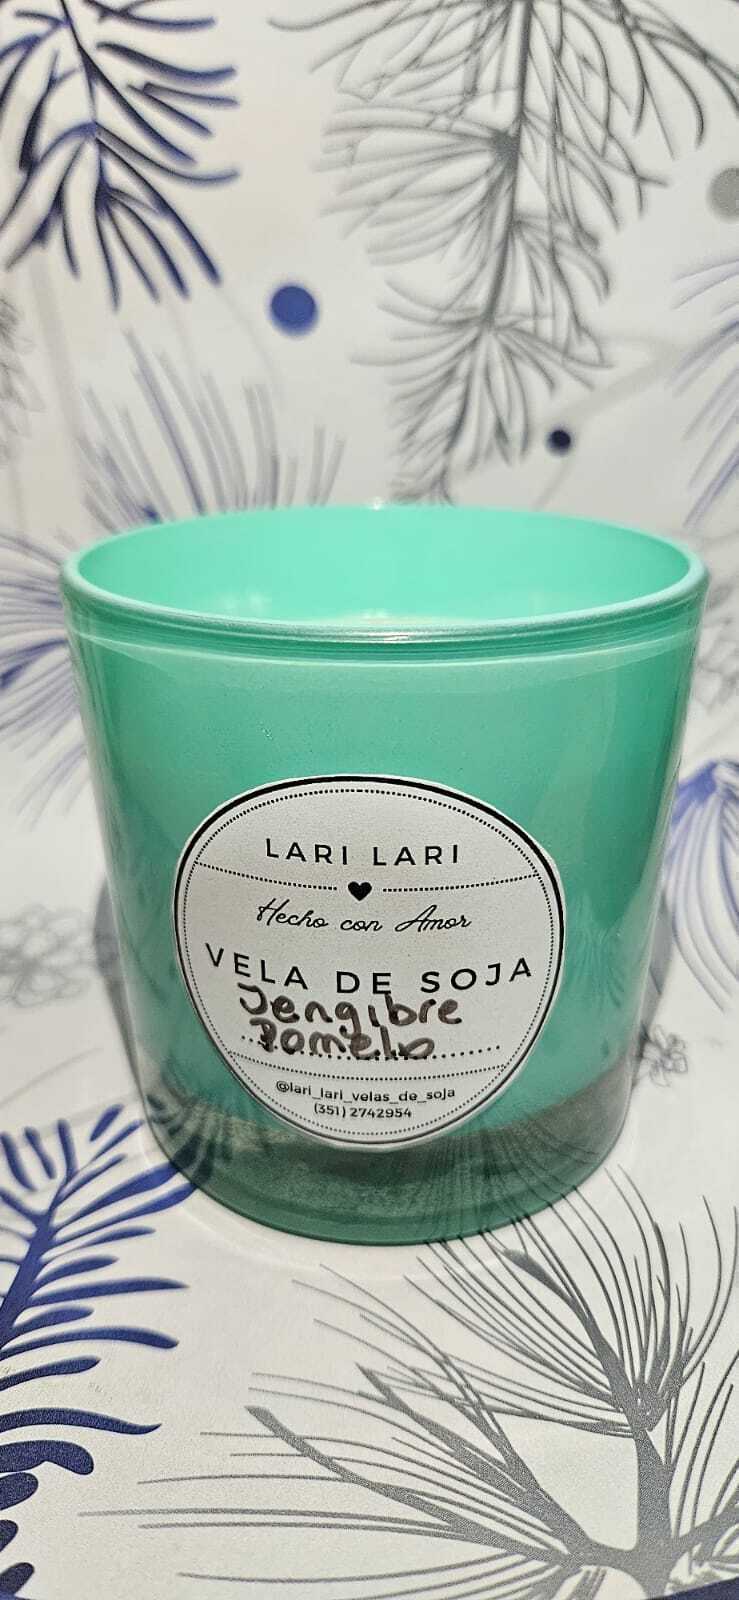 LARI LARI
Hecho con Amor
VELA DE SOJA
Jengibre
Pomelo
@lari_lari_velas_de_soja
(351) 2742954